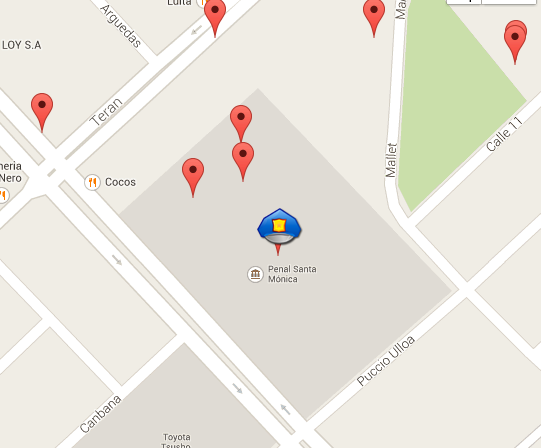 Luita
Arguedas
Ma
LOY S.A
Teran
Calle 11
Mallet
neria
Nero
Cocos
Penal Santa
Mónica
Puccio Ulloa
Canbana
Toyota
Tsusho